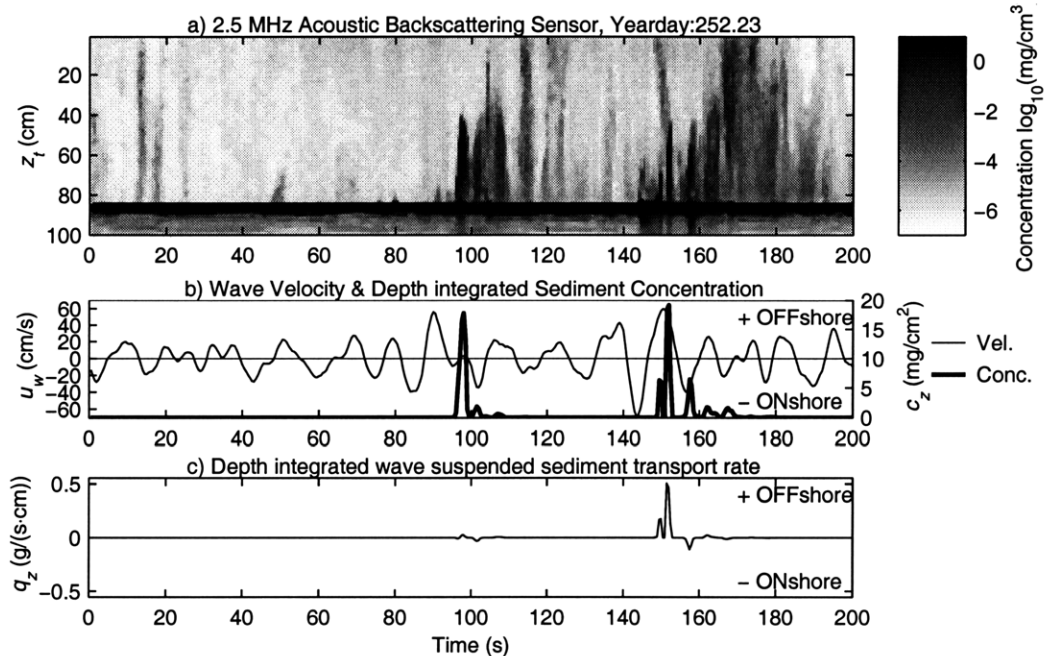 a) 2.5 MHz Acoustic Backscattering Sensor, Yearday:252.23
20
40
60
80
100
z_t (cm)
0 20 40 60 80 100 120 140 160 180 200
0
−2
−4
−6
Concentration log10(mg/cm3
b) Wave Velocity & Depth integrated Sediment Concentration
60
40
20
0
−20
−40
−60
u_w (cm/s)
+ OFFshore
− ONshore
20
15
10
5
0
c_z (mg/cm2)
Vel.
Conc.
0 20 40 60 80 100 120 140 160 180 200
c) Depth integrated wave suspended sediment transport rate
0.5
0
−0.5
q_z (g/(s·cm))
+ OFFshore
− ONshore
0 20 40 60 80 100 120 140 160 180 200
Time (s)